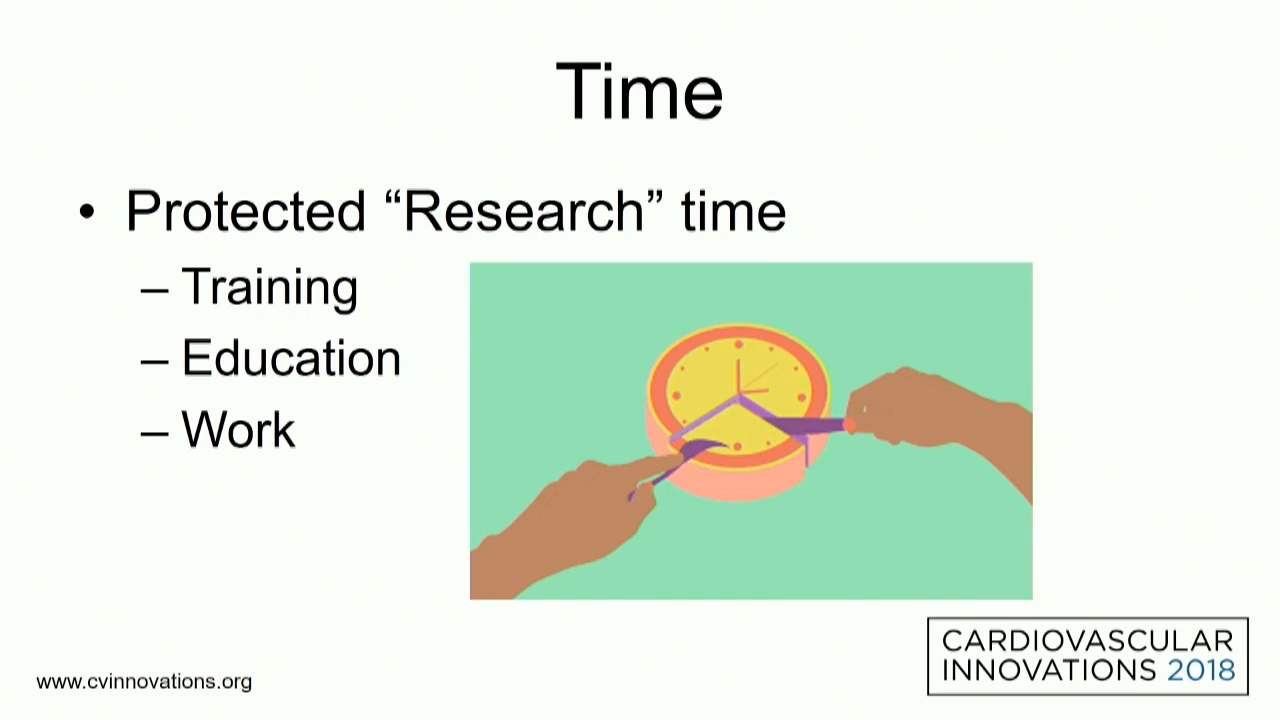 Time
• Protected “Research” time
– Training
– Education
– Work
www.cvinnovations.org
CARDIOVASCULAR
INNOVATIONS 2018